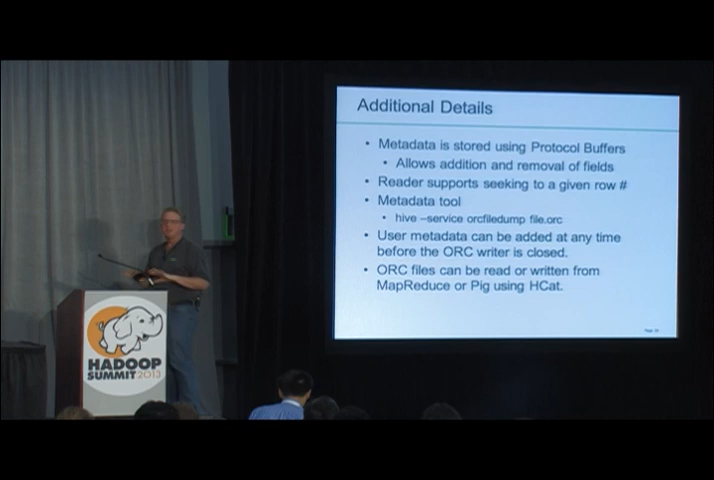 Additional Details
• Metadata is stored using Protocol Buffers
• Allows addition and removal of fields
• Reader supports seeking to a given row #
• Metadata tool
• hive –service orcfiledump file.orc
• User metadata can be added at any time
before the ORC writer is closed.
• ORC files can be read or written from
MapReduce or Pig using HCat.
HADOOP
SUMMIT 2013